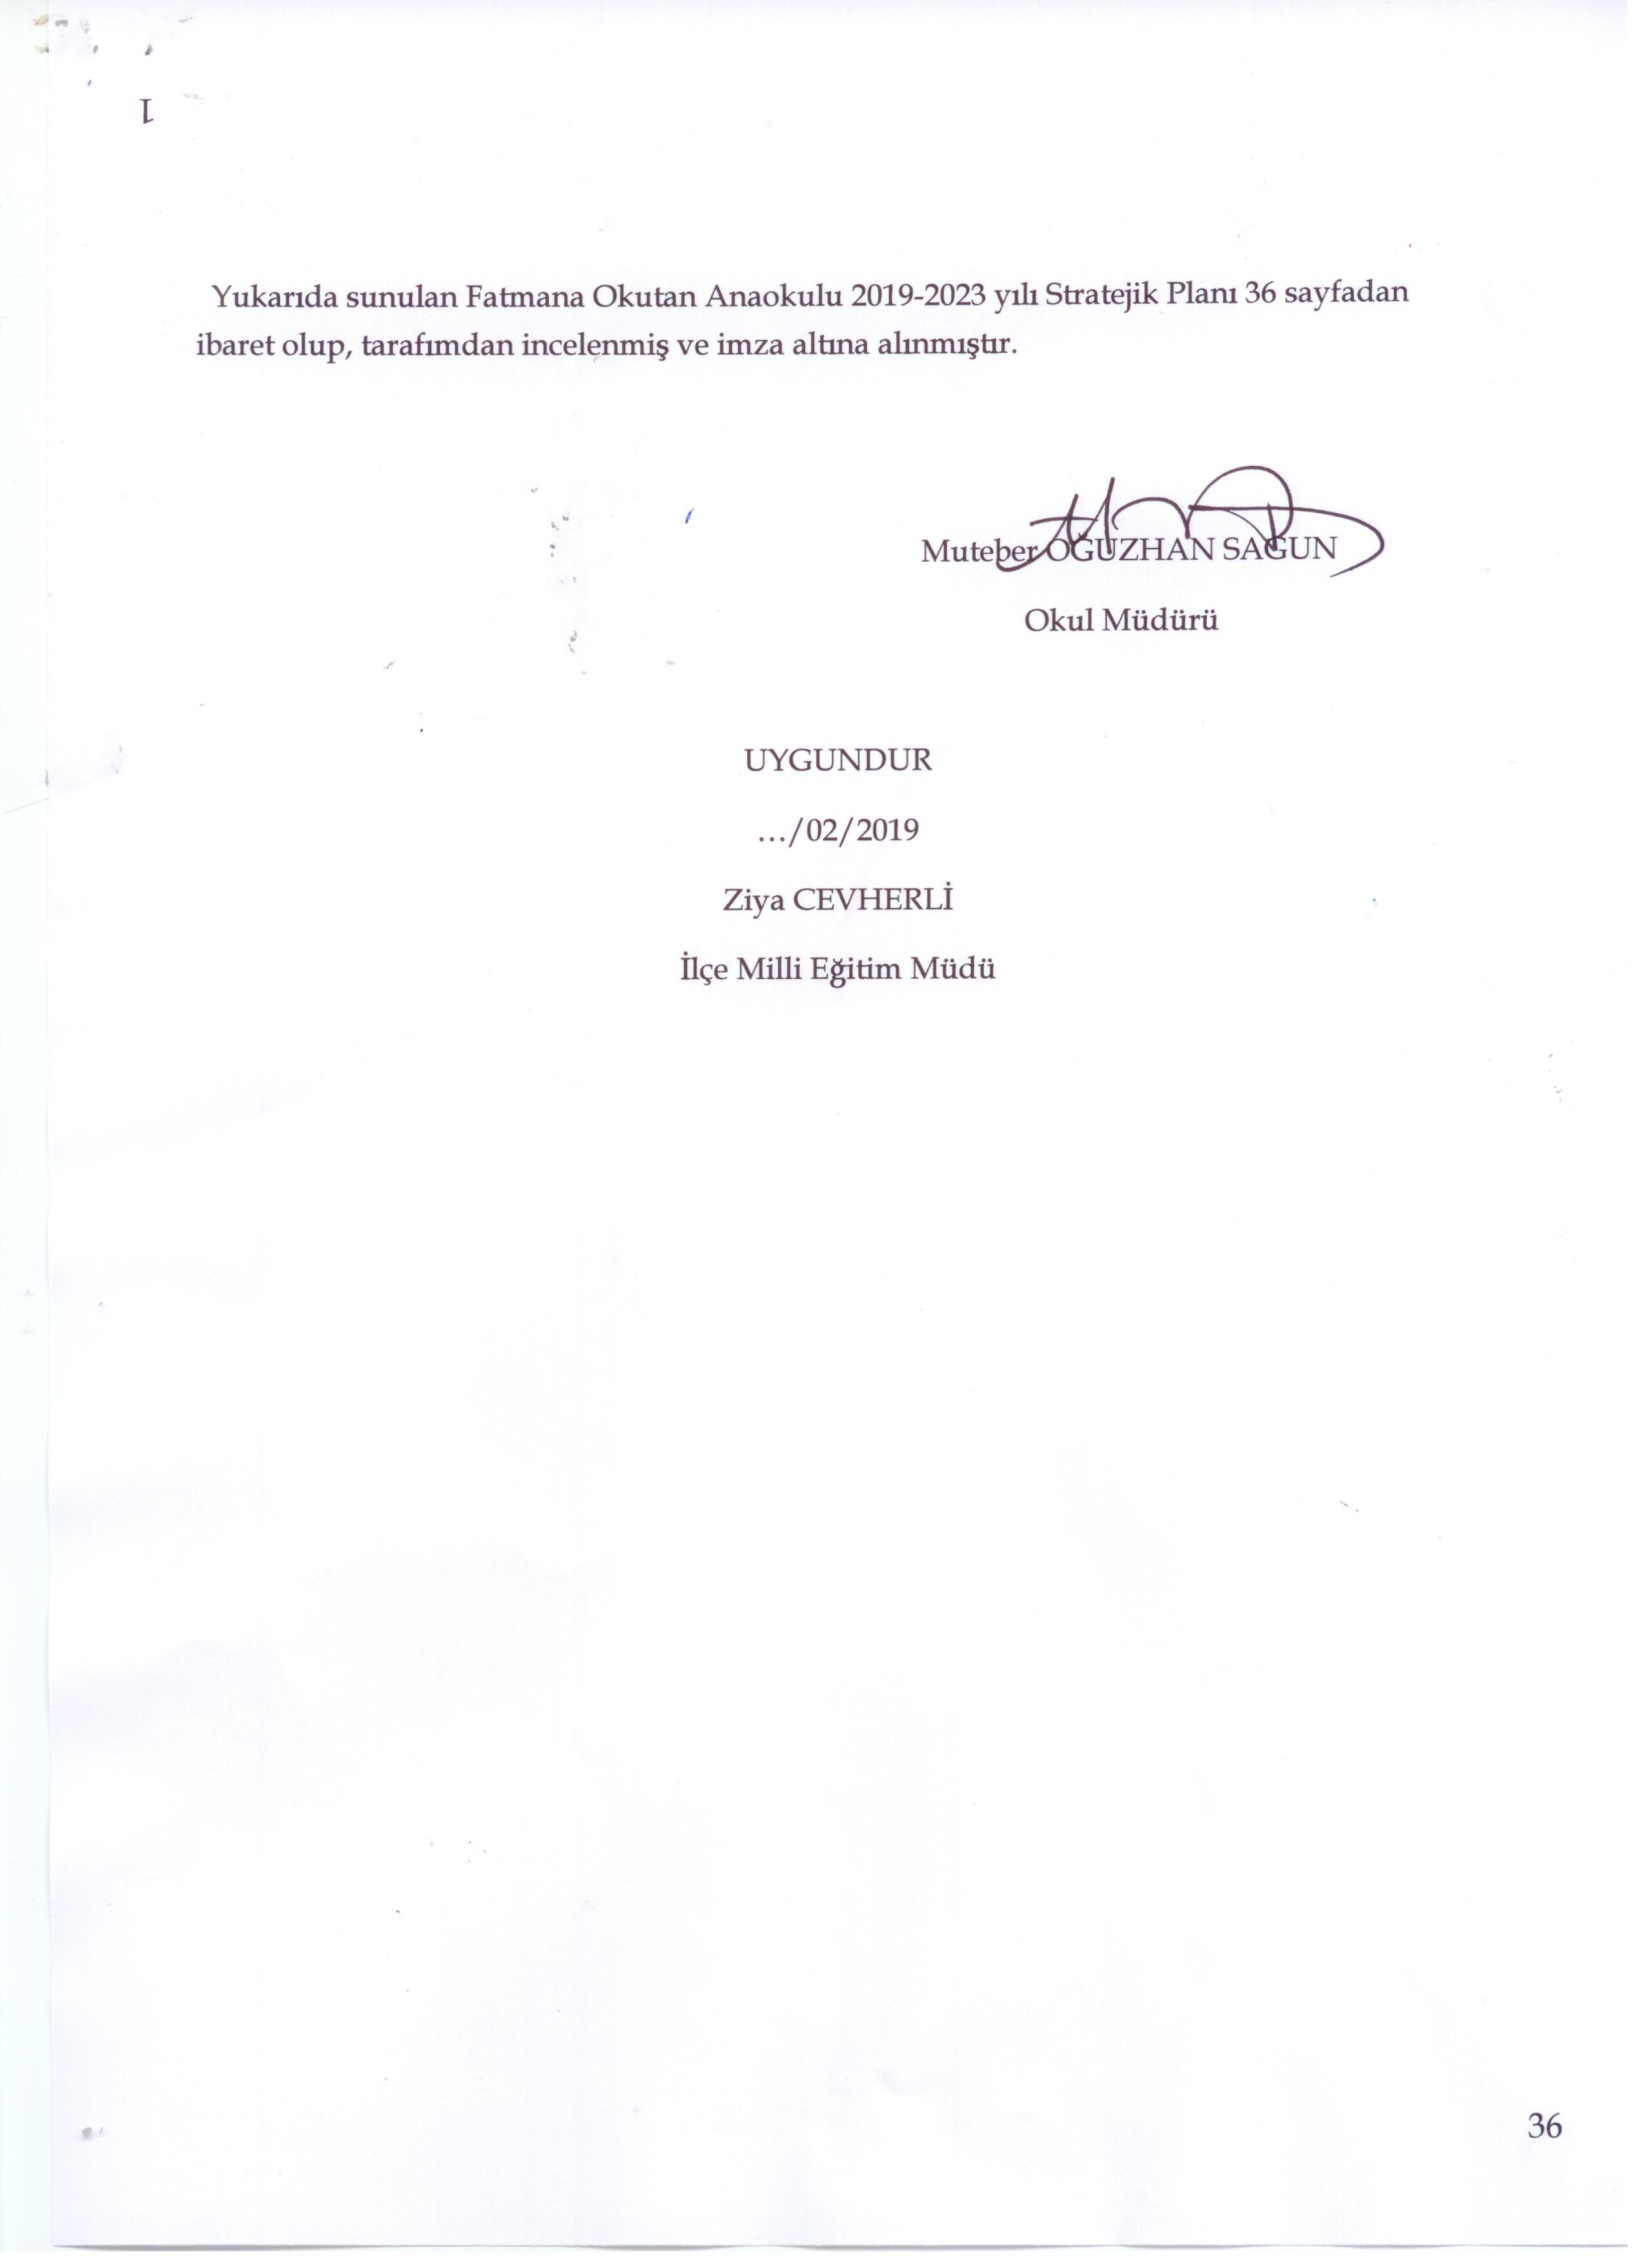 1
Yukarıda sunulan Fatmana Okutan Anaokulu 2019-2023 yılı Stratejik Planı 36 sayfadan
ibaret olup, tarafımdan incelenmiş ve imza altına alınmıştır.
Muteber OĞUZHAN SAĞUN
Okul Müdürü
UYGUNDUR
.../02/2019
Ziya CEVHERLİ
İlçe Milli Eğitim Müdü
36